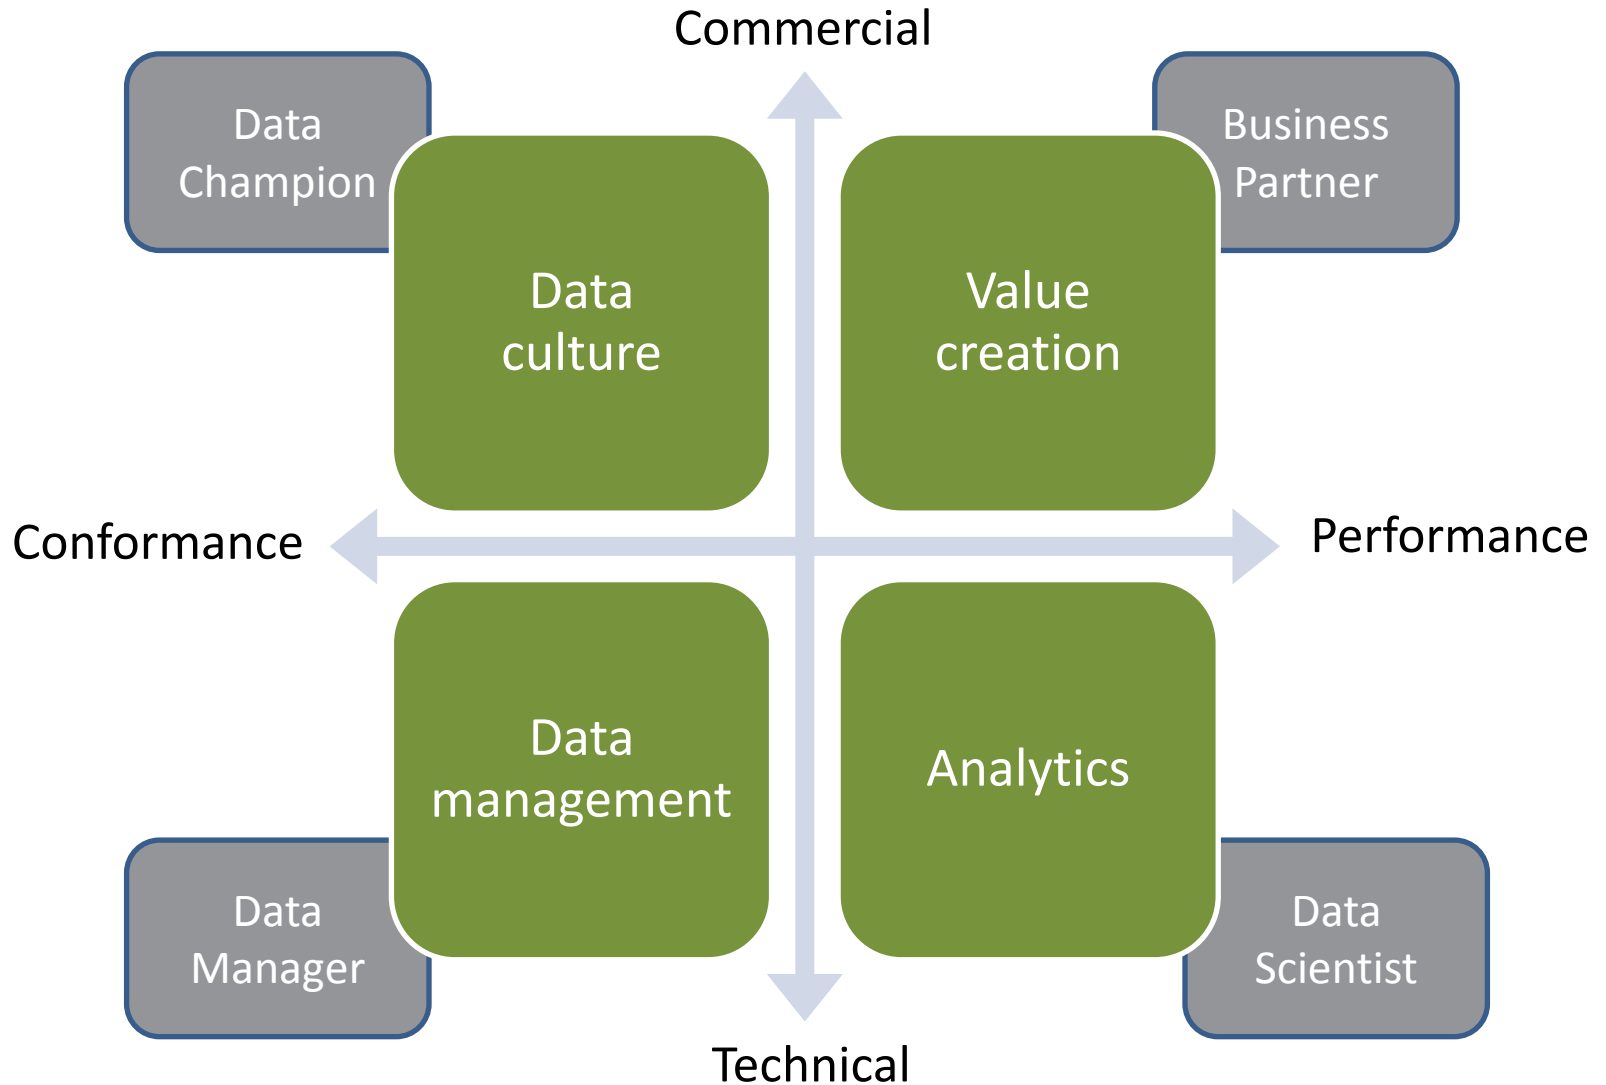 Commercial
Data
Champion
Business
Partner
Data
culture
Value
creation
Conformance
Performance
Data
management
Analytics
Data
Manager
Data
Scientist
Technical